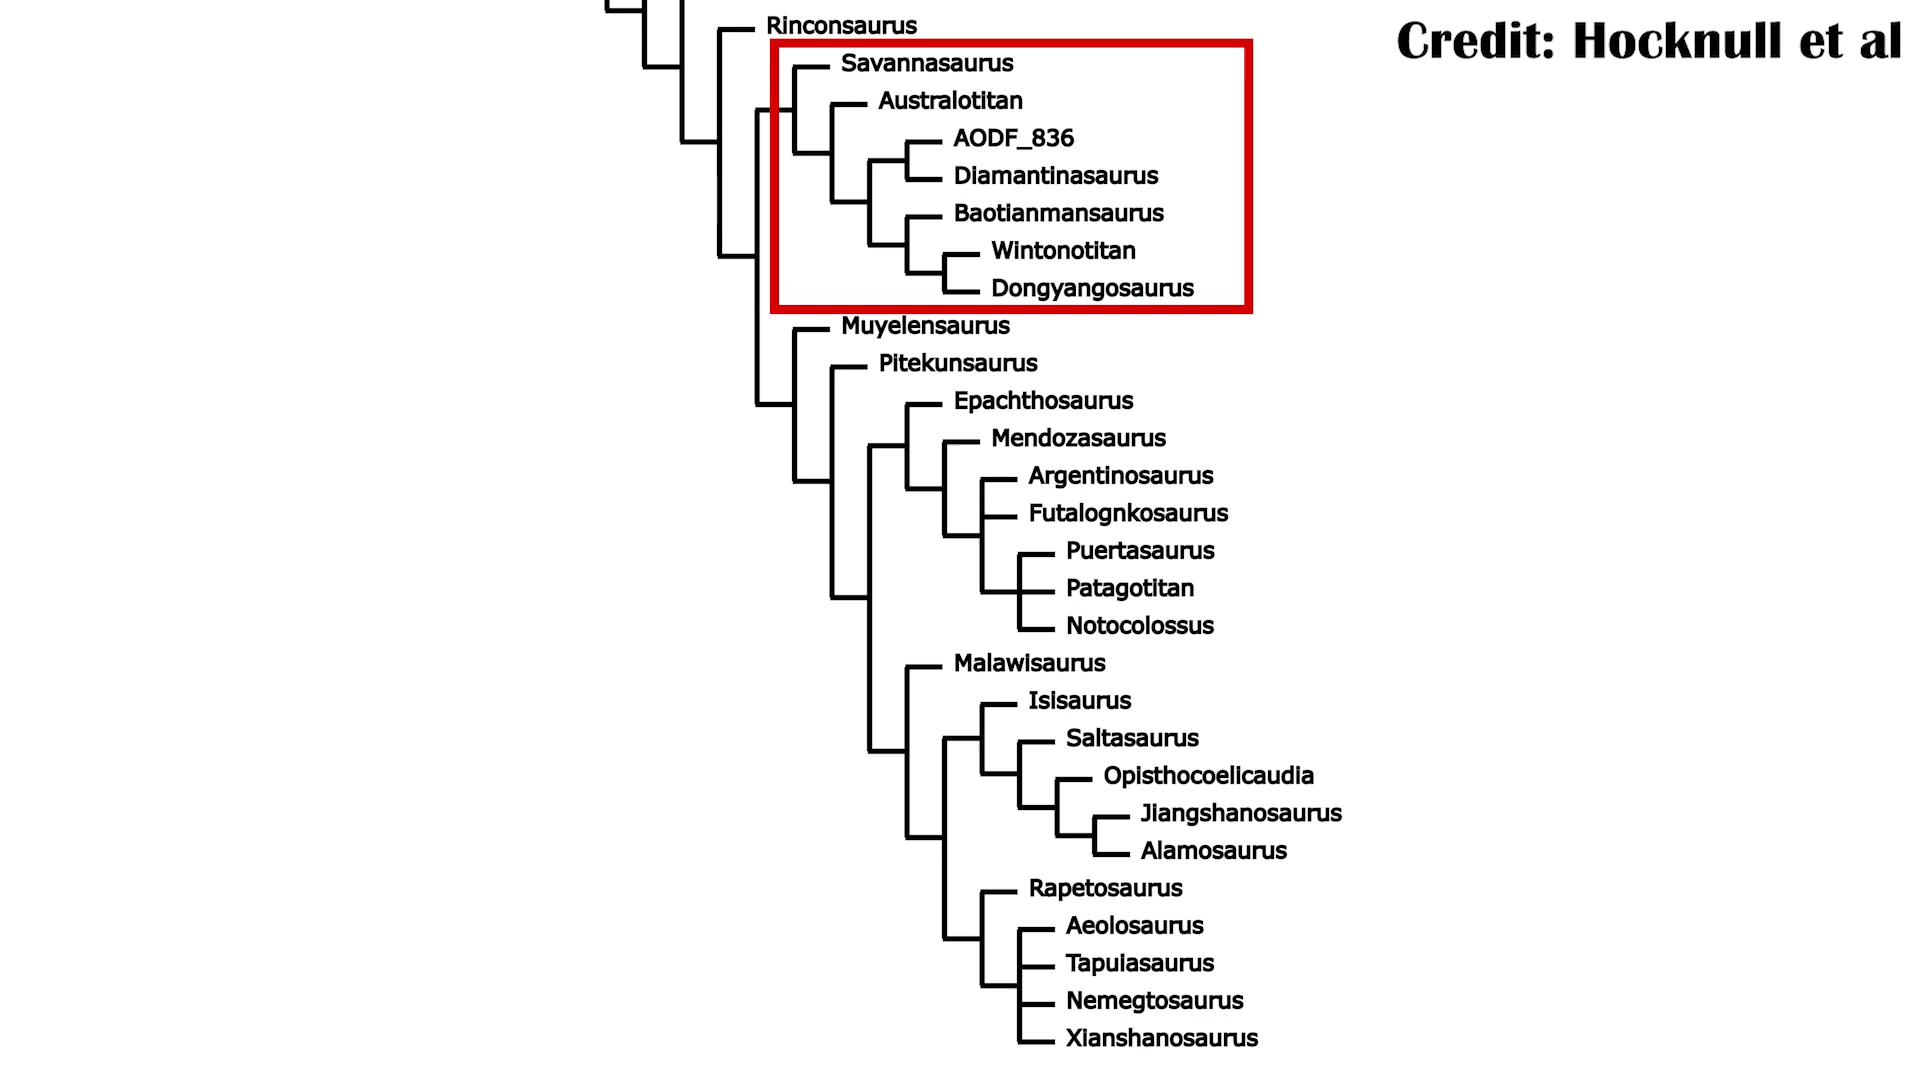 Credit: Hocknull et al
Rinconsaurus
Savannasaurus
Australotitan
AODF_836
Diamantinasaurus
Baotianmansaurus
Wintonotitan
Dongyangosaurus
Muyelensaurus
Pitekunsaurus
Epachthosaurus
Mendozasaurus
Argentinosaurus
Futalognkosaurus
Puertasaurus
Patagotitan
Notocolossus
Malawisaurus
Isisaurus
Saltasaurus
Opisthocoelicaudia
Jiangshanosaurus
Alamosaurus
Rapetosaurus
Aeolosaurus
Tapuiasaurus
Nemegtosaurus
Xianshanosaurus